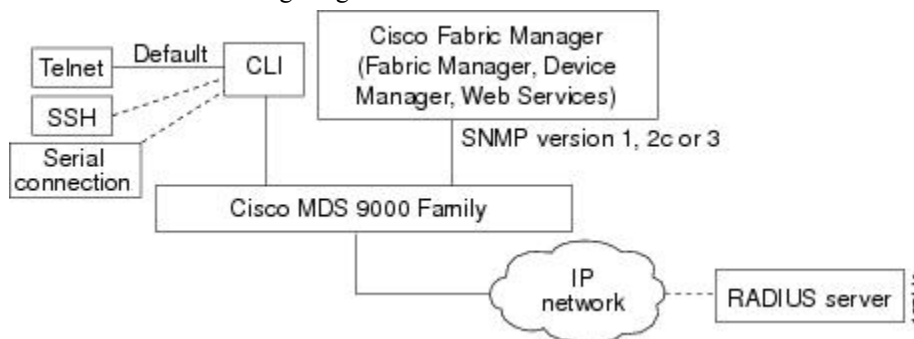 Telnet
Default
CLI
SSH
Serial
connection
Cisco Fabric Manager
(Fabric Manager, Device
Manager, Web Services)
SNMP version 1, 2c or 3
Cisco MDS 9000 Family
IP
network
RADIUS server